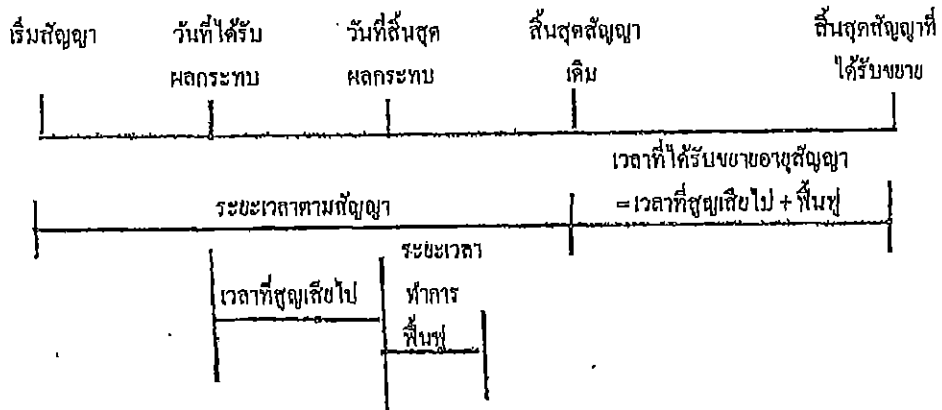 เริ่มสัญญา
วันที่ได้รับ
ผลกระทบ
วันที่สิ้นสุด
ผลกระทบ
สิ้นสุดสัญญา
เดิม
สิ้นสุดสัญญาที่
ได้รับขยาย
เวลาที่ได้รับขยายอายุสัญญา
=เวลาที่สูญเสียไป + ฟื้นฟู
ระยะเวลาตามสัญญา
เวลาที่สูญเสียไป
ระยะเวลา
ทำการ
ฟื้นฟู